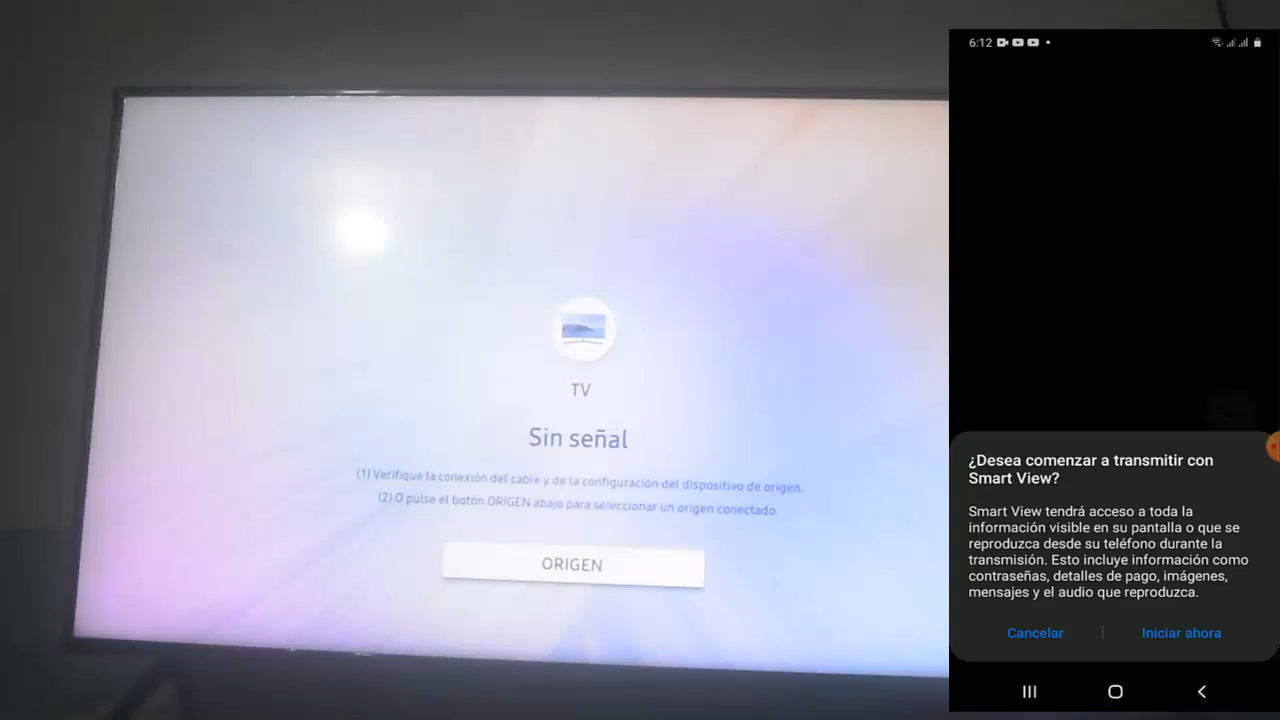 TV
Sin señal
(1) Verifique la conexión del cable y de la configuración del dispositivo de origen.
(2) O pulse el botón ORIGEN abajo para seleccionar un origen conectado.
ORIGEN
6:12
¿Desea comenzar a transmitir con
Smart View?
Smart View tendrá acceso a toda la
información visible en su pantalla o que se
reproduzca desde su teléfono durante la
transmisión. Esto incluye información como
contraseñas, detalles de pago, imágenes,
mensajes y el audio que reproduzca.
Cancelar
Iniciar ahora